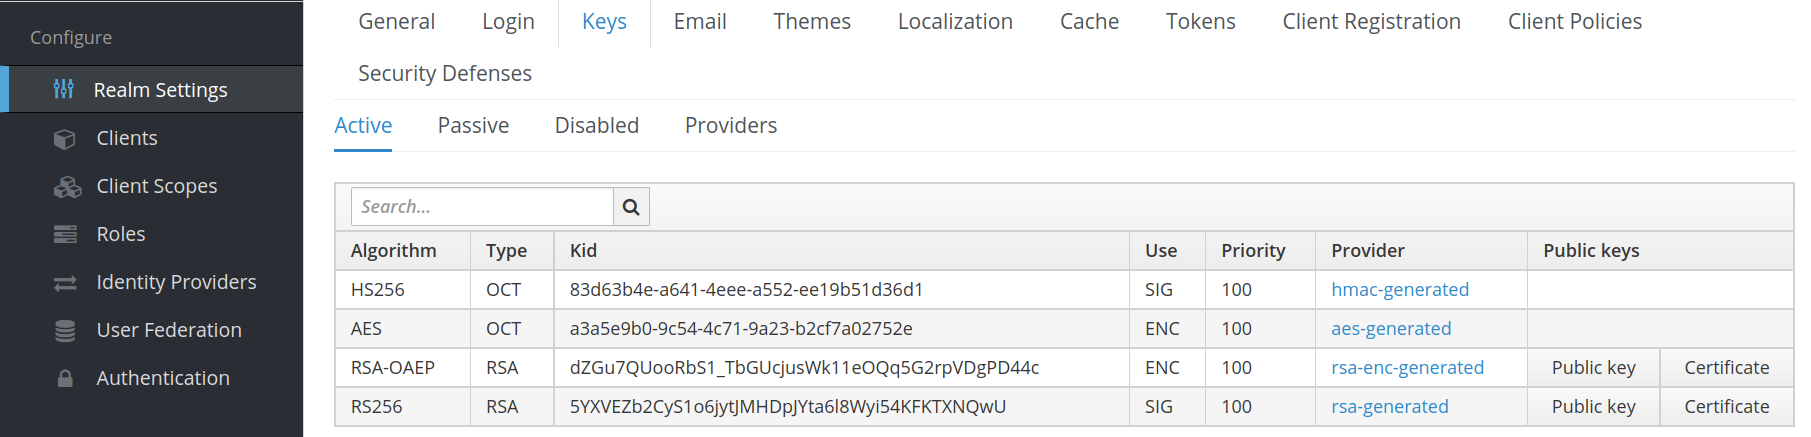 Configure
Realm Settings
Clients
Client Scopes
Roles
Identity Providers
User Federation
Authentication
General Login Keys Email Themes Localization Cache Tokens Client Registration Client Policies
Security Defenses
Active Passive Disabled Providers
Search...
Algorithm Type Kid Use Priority Provider Public keys
HS256 OCT 83d63b4e-a641-4eee-a552-ee19b51d36d1 SIG 100 hmac-generated
AES OCT a3a5e9b0-9c54-4c71-9a23-b2cf7a02752e ENC 100 aes-generated
RSA-OAEP RSA dZGu7QUooRbS1_TbGUcjusWk11eOQq5G2rpVDgPD44c ENC 100 rsa-enc-generated Public key Certificate
RS256 RSA 5YXVEZb2CyS1o6jytJMHDpJYta6l8Wyi54KFKTXNQwU SIG 100 rsa-generated Public key Certificate